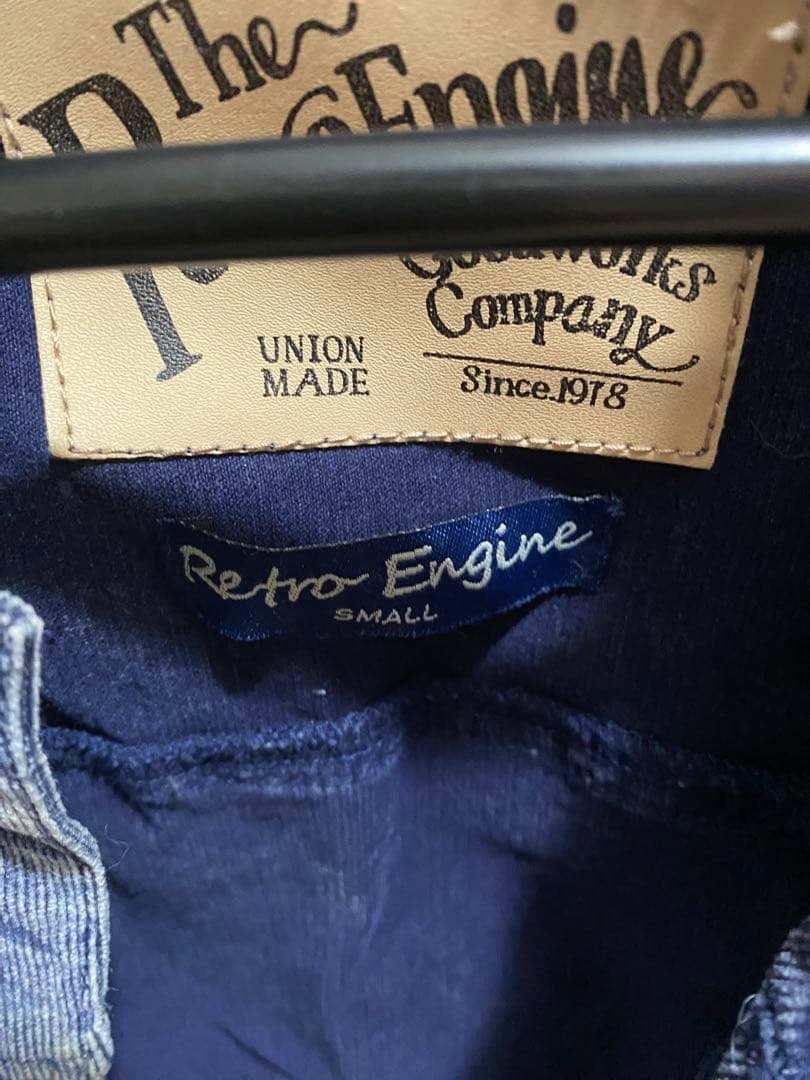 The
Engine
Goodworks
Company
UNION
MADE
Since.1978
Retro Engine
SMALL